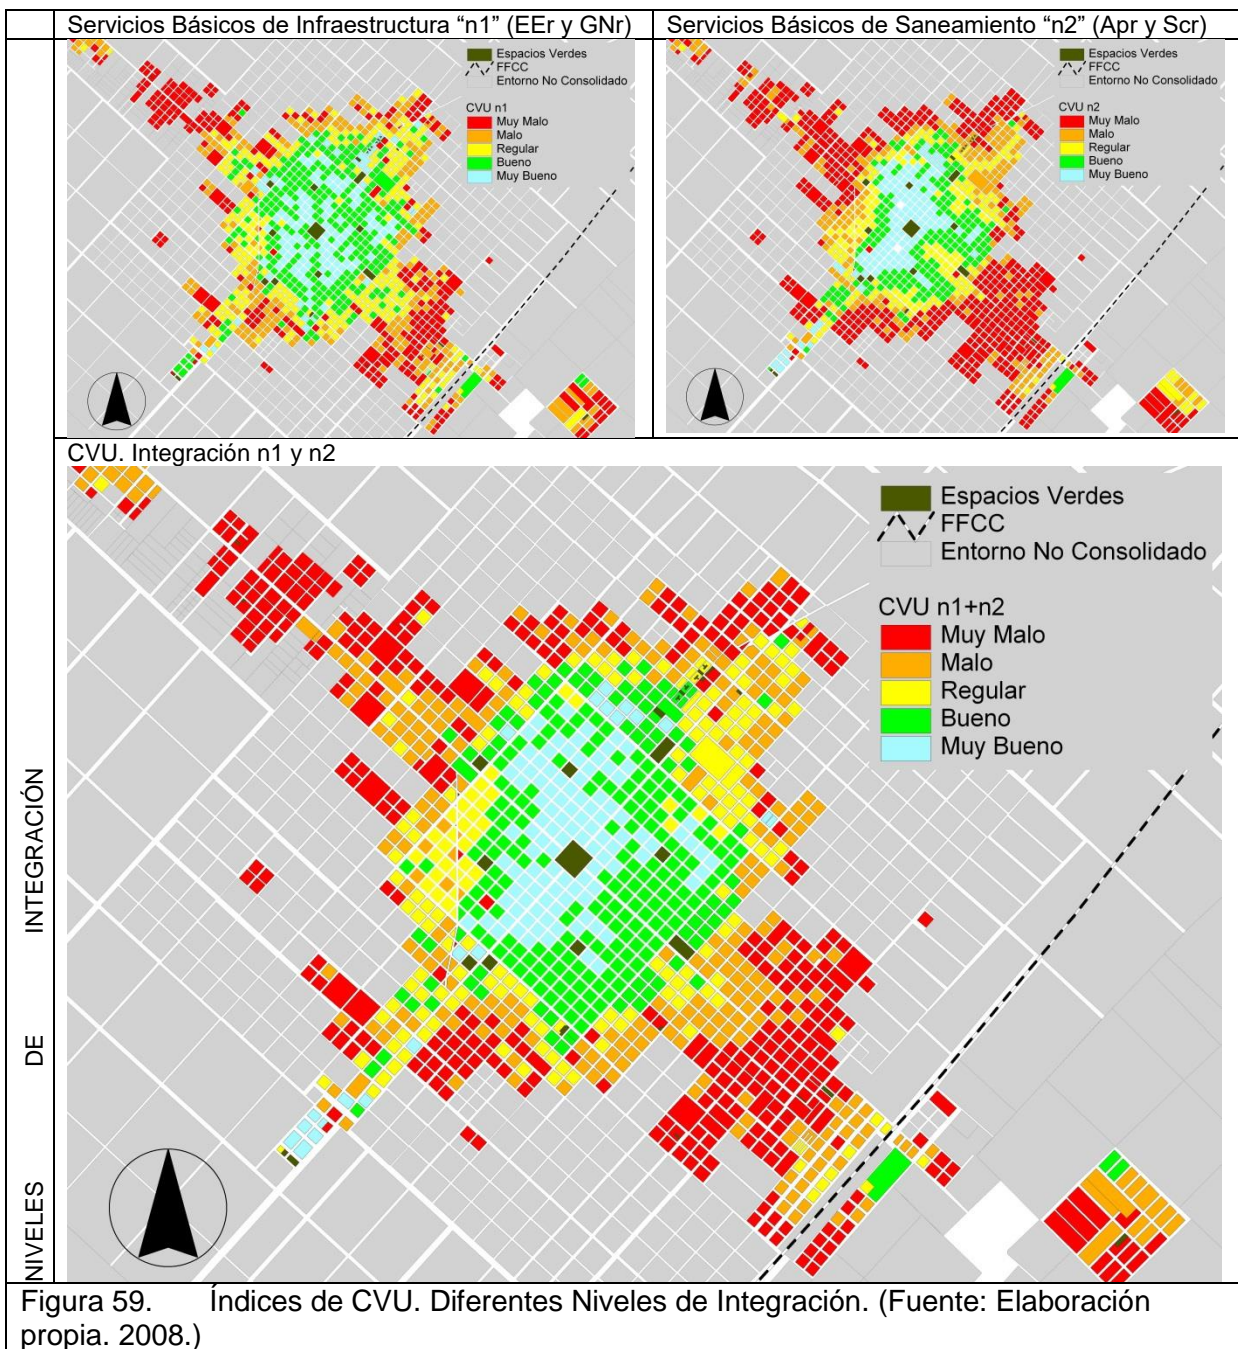 Servicios Básicos de Infraestructura “n1” (EEr y GNr)
Espacios Verdes
FFCC
Entorno No Consolidado
CVU n1
Muy Malo
Malo
Regular
Bueno
Muy Bueno
Servicios Básicos de Saneamiento “n2” (Apr y Scr)
Espacios Verdes
FFCC
Entorno No Consolidado
CVU n2
Muy Malo
Malo
Regular
Bueno
Muy Bueno
NIVELES DE INTEGRACIÓN
CVU. Integración n1 y n2
Espacios Verdes
FFCC
Entorno No Consolidado
CVU n1+n2
Muy Malo
Malo
Regular
Bueno
Muy Bueno
Figura 59. Índices de CVU. Diferentes Niveles de Integración. (Fuente: Elaboración
propia. 2008.)